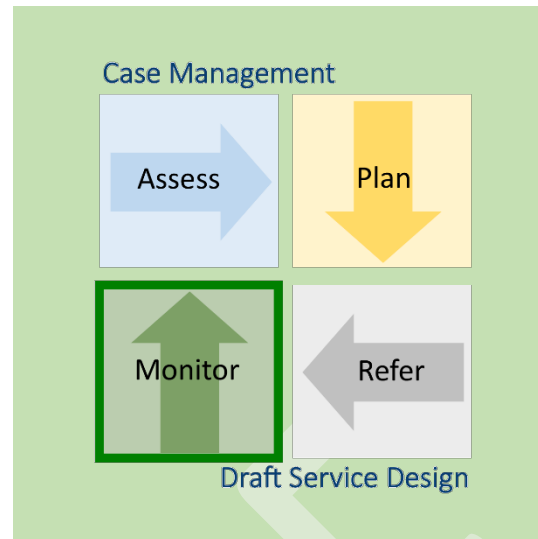 Case Management
Assess
Plan
Monitor
Refer
Draft Service Design